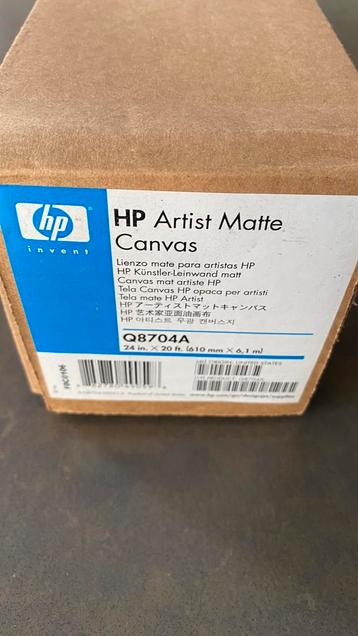 hp
invent
HP Artist Matte
Canvas
Lienzo mate para artistas HP
HP Künstler-Leinwand matt
Canvas mat artiste HP
Tela Canvas HP opaca per artisti
Tela mate HP Artist
HP アーティストマットキャンバス
HP 艺术家亚面油画布
HP 아티스트 무광 캔버스지
Q8704A
24 in. X 20 ft. (610 mm X 6,1 m)